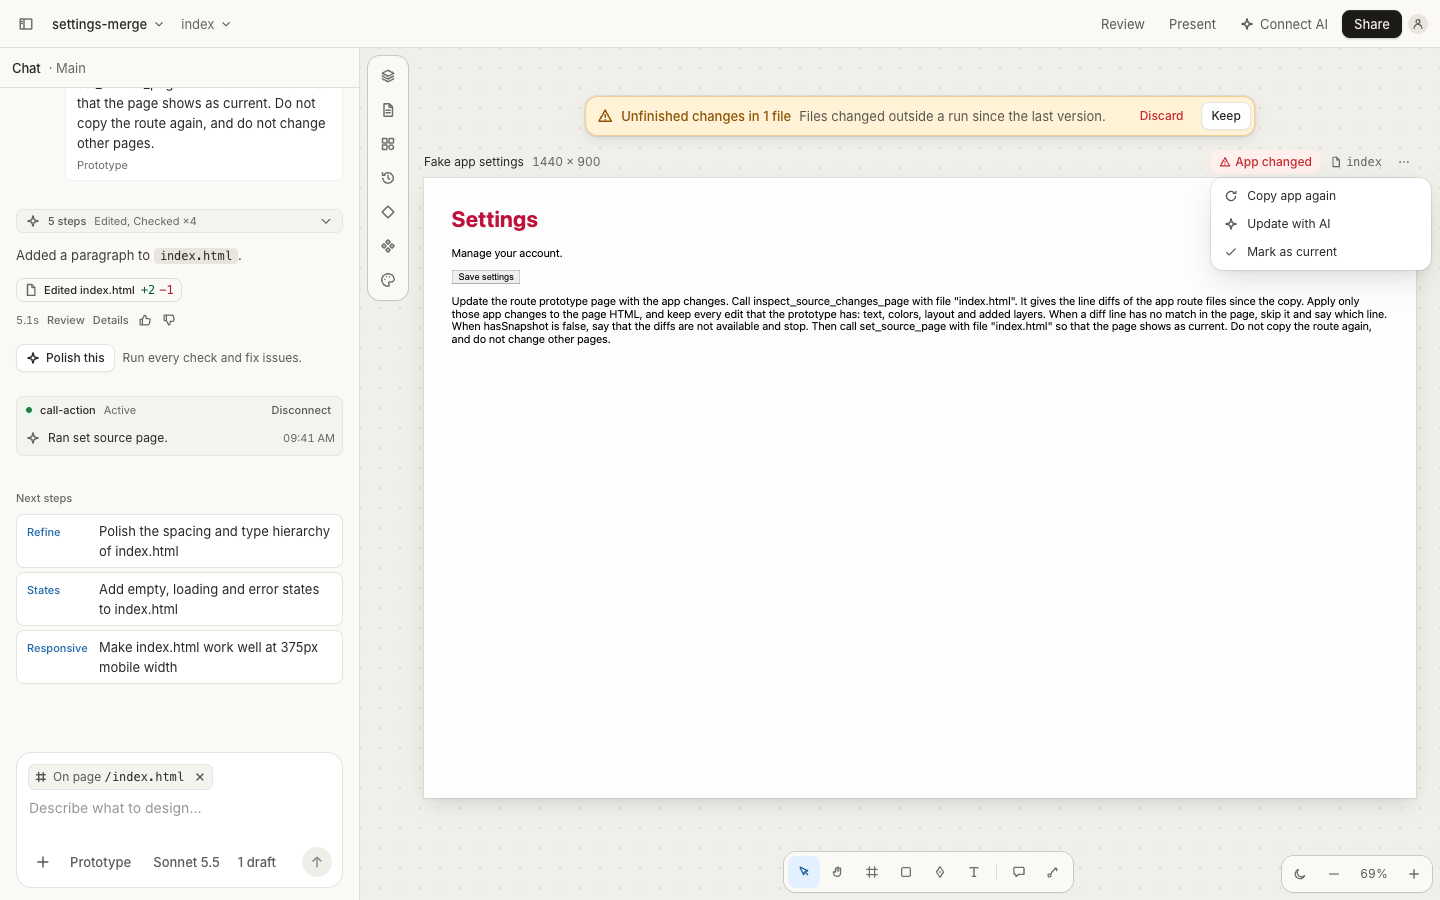 settings-merge
index
Review
Present
Connect AI
Share
Chat · Main
that the page shows as current. Do not
copy the route again, and do not change
other pages.
Prototype
5 steps Edited, Checked ×4
Added a paragraph to index.html.
Edited index.html +2 −1
5.1s Review Details
Polish this Run every check and fix issues.
call-action Active Disconnect
Ran set source page. 09:41 AM
Next steps
Refine Polish the spacing and type hierarchy
of index.html
States Add empty, loading and error states
to index.html
Responsive Make index.html work well at 375px
mobile width
On page /index.html
Describe what to design...
Prototype Sonnet 5.5 1 draft
Unfinished changes in 1 file Files changed outside a run since the last version. Discard Keep
Fake app settings 1440 × 900
App changed index
Copy app again
Update with AI
Mark as current
Settings
Manage your account.
Save settings
Update the route prototype page with the app changes. Call inspect_source_changes_page with file "index.html". It gives the line diffs of the app route files since the copy. Apply only
those app changes to the page HTML, and keep every edit that the prototype has: text, colors, layout and added layers. When a diff line has no match in the page, skip it and say which line.
When hasSnapshot is false, say that the diffs are not available and stop. Then call set_source_page with file "index.html" so that the page shows as current. Do not copy the route again,
and do not change other pages.
69%